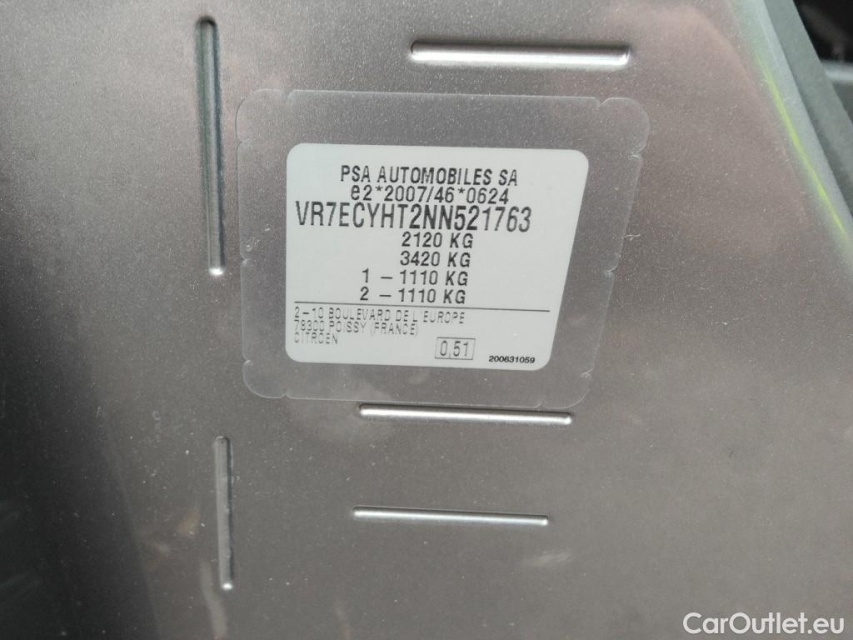 PSA AUTOMOBILES SA
e2*2007/46*0624
VR7ECYHT2NN521763
2120 KG
3420 KG
1 - 1110 KG
2 - 1110 KG
2-10 BOULEVARD DE L EUROPE
78300 POISSY (FRANCE)
CITROEN
0,51
200631059
CarOutlet.eu